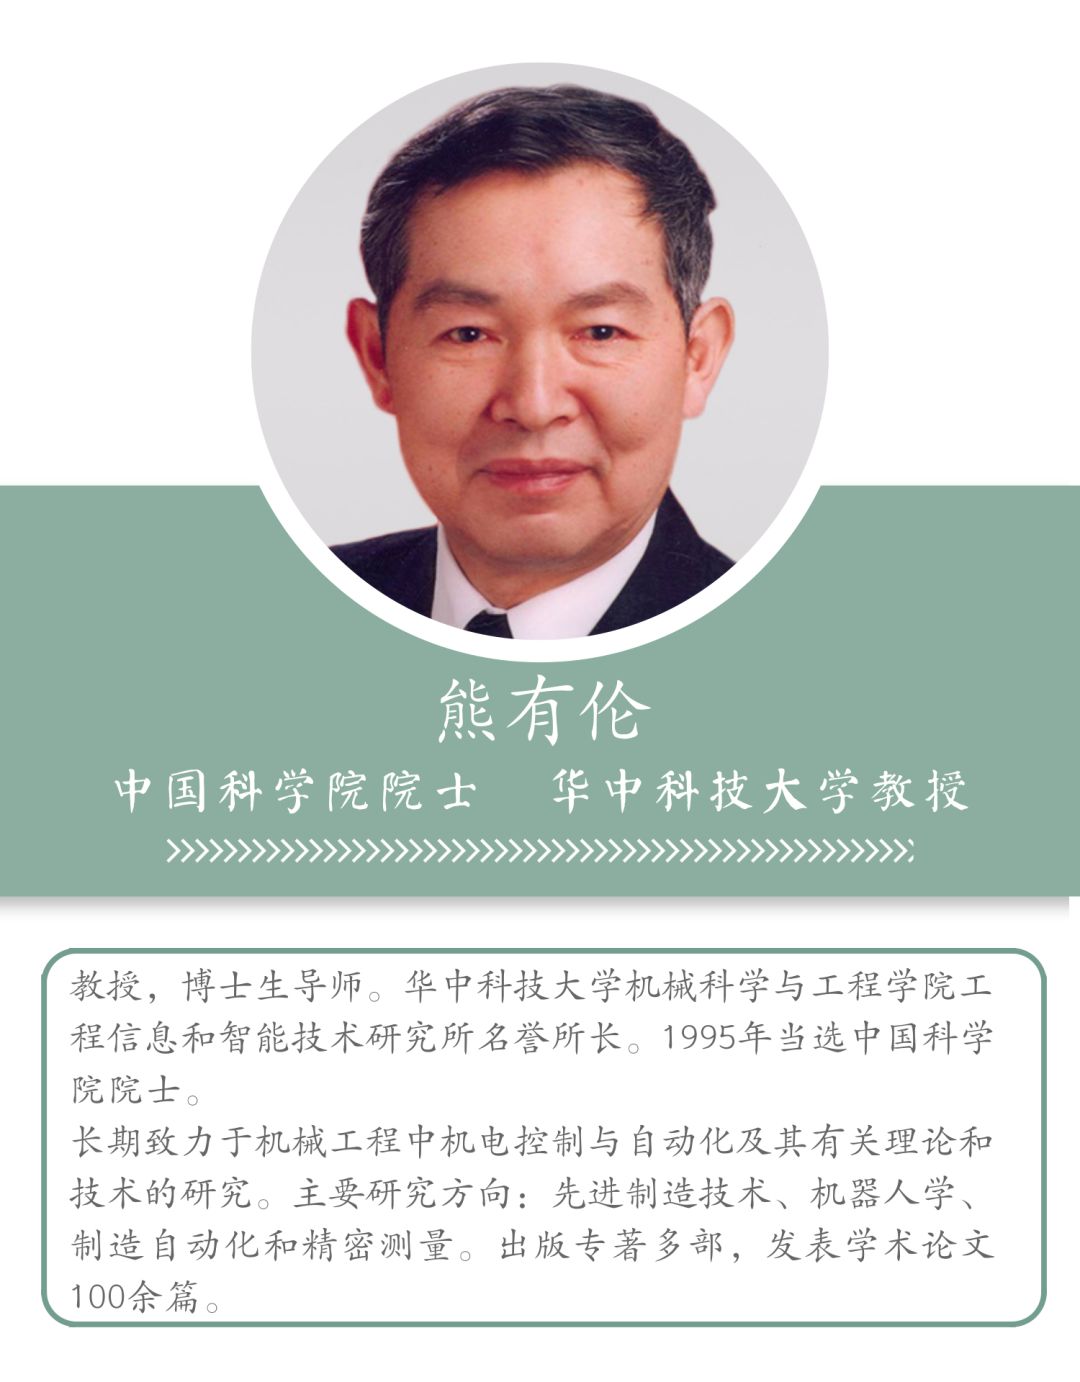 熊有伦
中国科学院院士 华中科技大学教授
教授，博士生导师。华中科技大学机械科学与工程学院工
程信息和智能技术研究所名誉所长。1995年当选中国科学
院院士。
长期致力于机械工程中机电控制与自动化及其有关理论和
技术的研究。主要研究方向：先进制造技术、机器人学、
制造自动化和精密测量。出版专著多部，发表学术论文
100余篇。